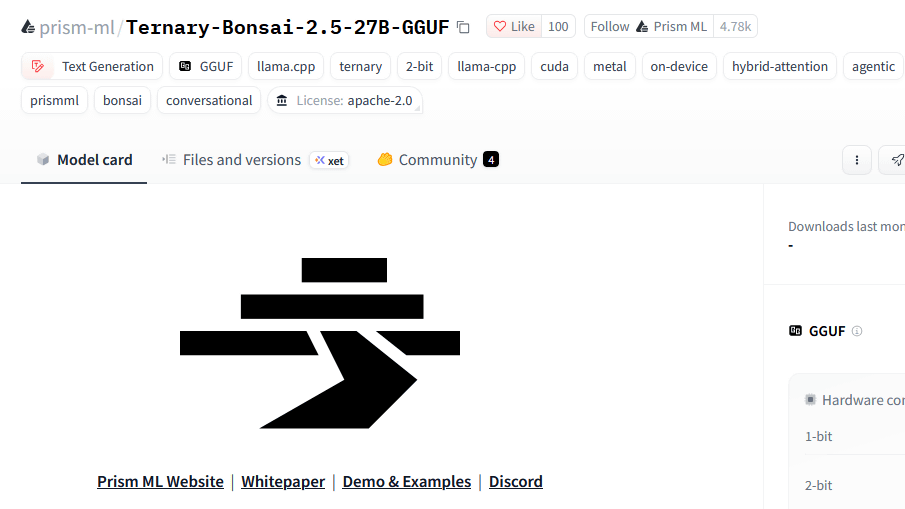 prism-ml/Ternary-Bonsai-2.5-27B-GGUF Like 100 Follow Prism ML 4.78k
Text Generation GGUF llama.cpp ternary 2-bit llama-cpp cuda metal on-device hybrid-attention agentic
prismml bonsai conversational License: apache-2.0
Model card Files and versions xet Community 4
Downloads last mon
-
GGUF
Hardware cor
1-bit
2-bit
Prism ML Website | Whitepaper | Demo & Examples | Discord